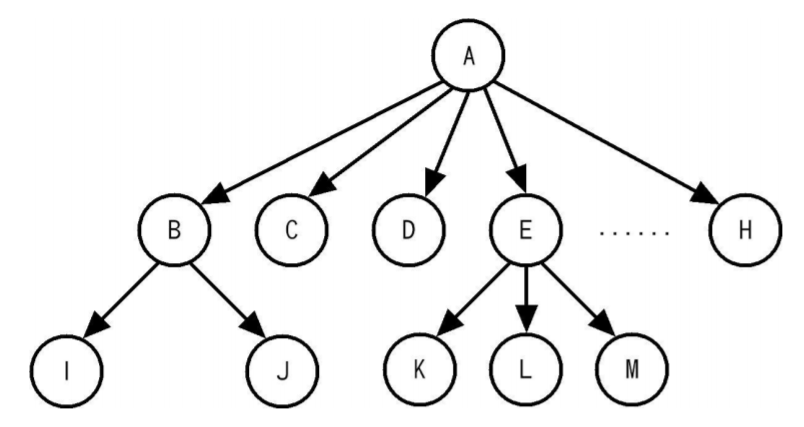 A
B C D E ...... H
I J K L M